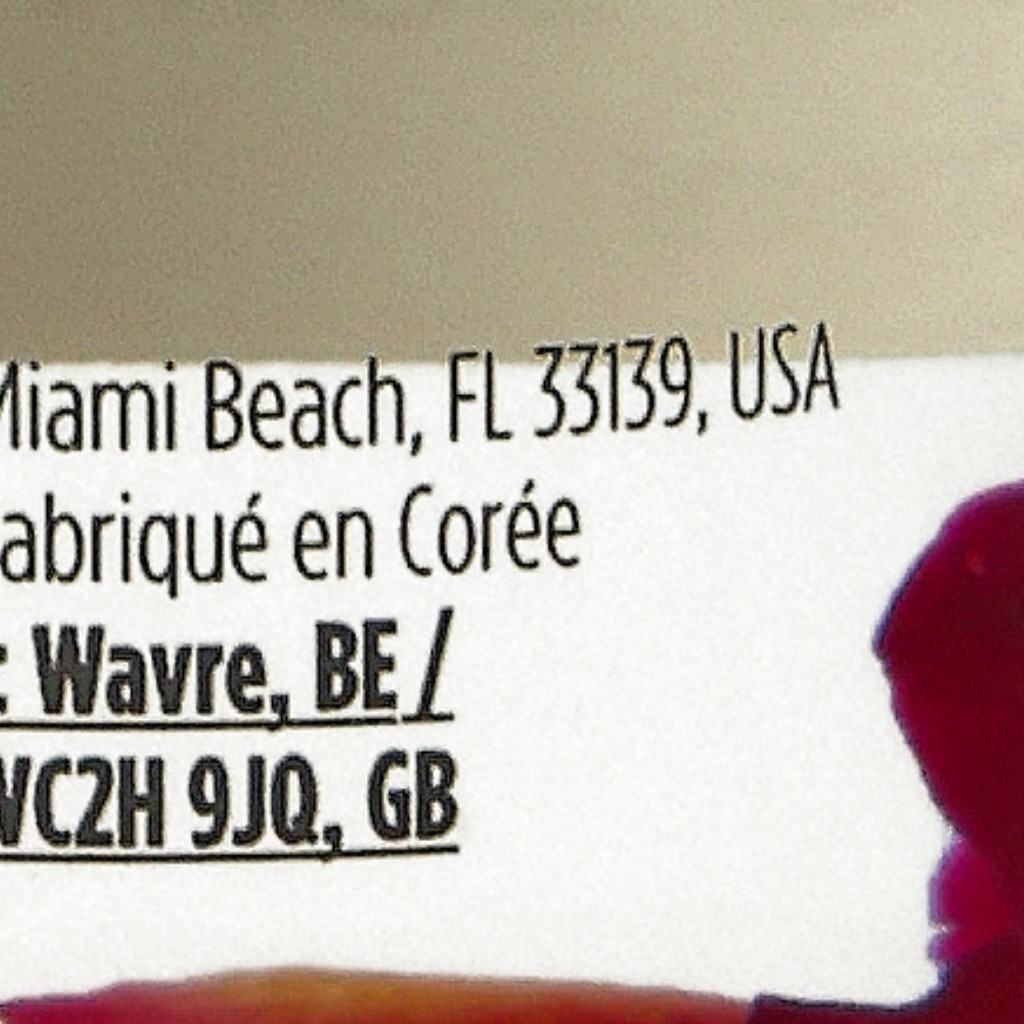 Miami Beach, FL 33139, USA
abriqué en Corée
: Wavre, BE /
WC2H 9JQ, GB